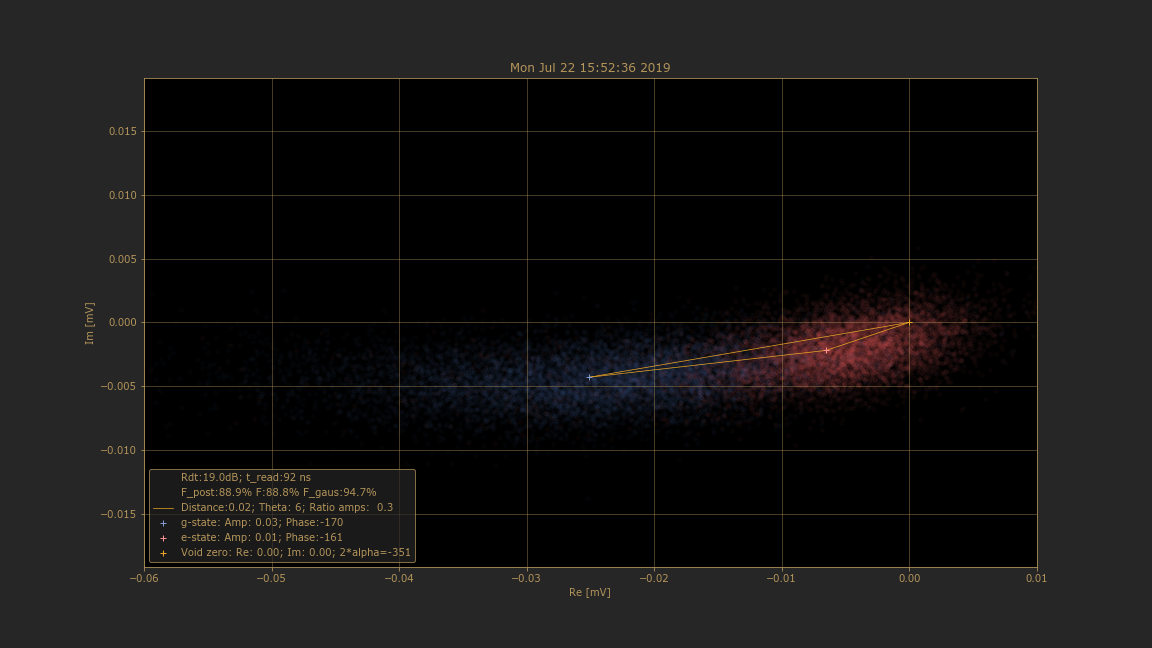 Mon Jul 22 15:52:36 2019
0.015
0.010
0.005
0.000
−0.005
−0.010
−0.015
Im [mV]
Rdt:19.0dB; t_read:92 ns
F_post:88.9% F:88.8% F_gaus:94.7%
Distance:0.02; Theta: 6; Ratio amps:  0.3
g-state: Amp: 0.03; Phase:-170
e-state: Amp: 0.01; Phase:-161
Void zero: Re: 0.00; Im: 0.00; 2*alpha=-351
−0.06 −0.05 −0.04 −0.03 −0.02 −0.01 0.00 0.01
Re [mV]